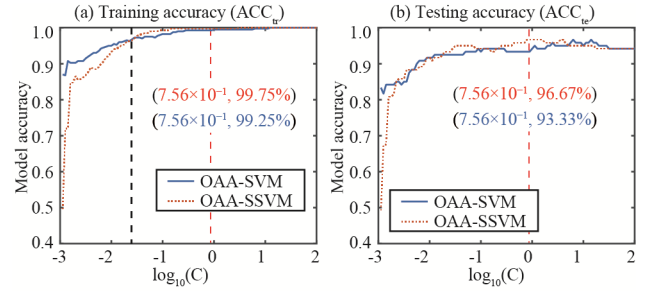 (a) Training accuracy (ACCtr)
Model accuracy
1.0
0.9
0.8
0.7
0.6
0.5
0.4
(7.56×10⁻¹, 99.75%)
(7.56×10⁻¹, 99.25%)
OAA-SVM
OAA-SSVM
-3 -2 -1 0 1 2
log10(C)
(b) Testing accuracy (ACCte)
Model accuracy
1.0
0.9
0.8
0.7
0.6
0.5
0.4
(7.56×10⁻¹, 96.67%)
(7.56×10⁻¹, 93.33%)
OAA-SVM
OAA-SSVM
-3 -2 -1 0 1 2
log10(C)